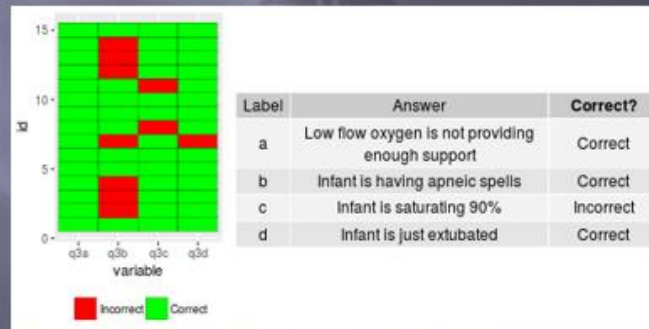 15-
10-
5-
0-
id
q3a q3b q3c q3d
variable
Incorrect Correct
Label Answer Correct?
a Low flow oxygen is not providing enough support Correct
b Infant is having apneic spells Correct
c Infant is saturating 90% Incorrect
d Infant is just extubated Correct